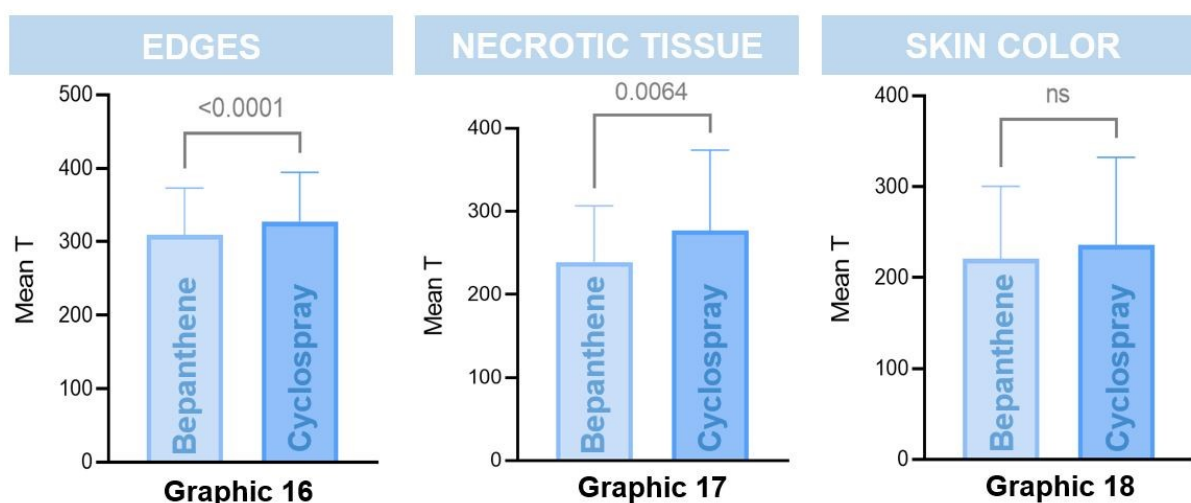 EDGES
500
400
300
200
100
0
Mean T
<0.0001
Bepanthene
Cyclospray
Graphic 16
NECROTIC TISSUE
400
300
200
100
0
Mean T
0.0064
Bepanthene
Cyclospray
Graphic 17
SKIN COLOR
400
300
200
100
0
Mean T
ns
Bepanthene
Cyclospray
Graphic 18